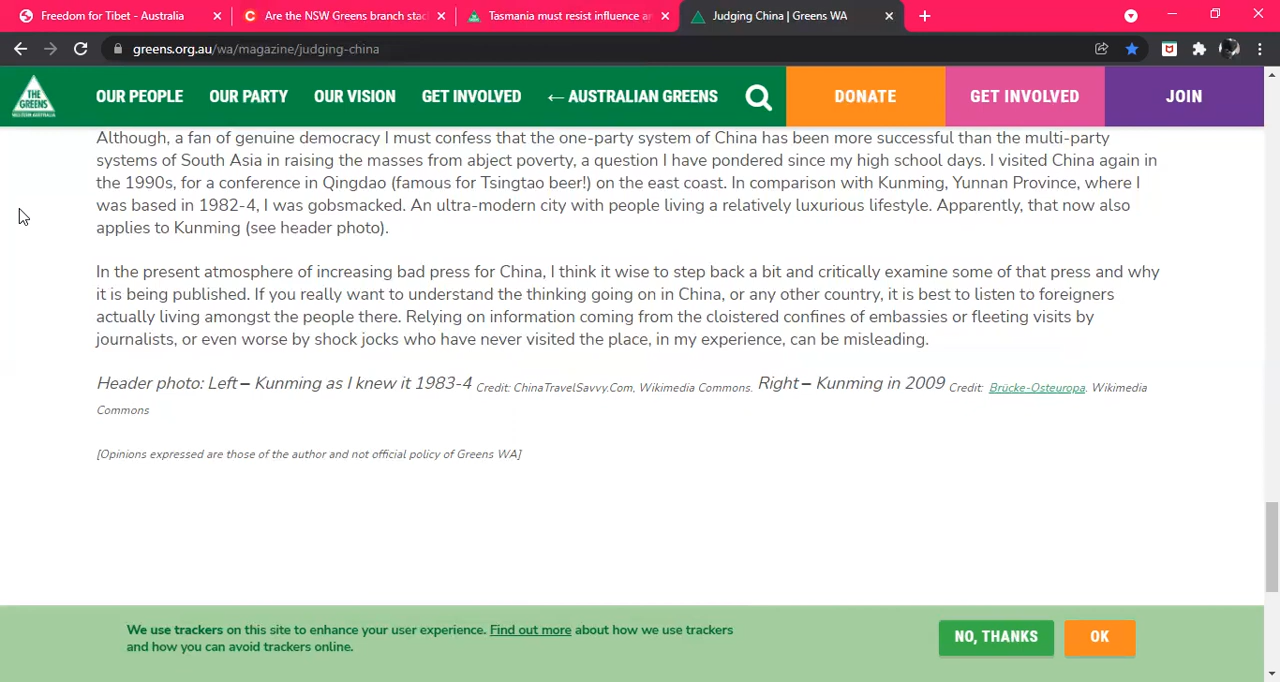 Freedom for Tibet - Australia
Are the NSW Greens branch stac
Tasmania must resist influence an
Judging China | Greens WA
greens.org.au/wa/magazine/judging-china
THE GREENS
WESTERN AUSTRALIA
OUR PEOPLE
OUR PARTY
OUR VISION
GET INVOLVED
← AUSTRALIAN GREENS
DONATE
GET INVOLVED
JOIN
Although, a fan of genuine democracy I must confess that the one-party system of China has been more successful than the multi-party
systems of South Asia in raising the masses from abject poverty, a question I have pondered since my high school days. I visited China again in
the 1990s, for a conference in Qingdao (famous for Tsingtao beer!) on the east coast. In comparison with Kunming, Yunnan Province, where I
was based in 1982-4, I was gobsmacked. An ultra-modern city with people living a relatively luxurious lifestyle. Apparently, that now also
applies to Kunming (see header photo).
In the present atmosphere of increasing bad press for China, I think it wise to step back a bit and critically examine some of that press and why
it is being published. If you really want to understand the thinking going on in China, or any other country, it is best to listen to foreigners
actually living amongst the people there. Relying on information coming from the cloistered confines of embassies or fleeting visits by
journalists, or even worse by shock jocks who have never visited the place, in my experience, can be misleading.
Header photo: Left – Kunming as I knew it 1983-4 Credit: ChinaTravelSavvy.Com, Wikimedia Commons. Right – Kunming in 2009 Credit: Brücke-Osteuropa. Wikimedia
Commons
[Opinions expressed are those of the author and not official policy of Greens WA]
We use trackers on this site to enhance your user experience. Find out more about how we use trackers
and how you can avoid trackers online.
NO, THANKS
OK